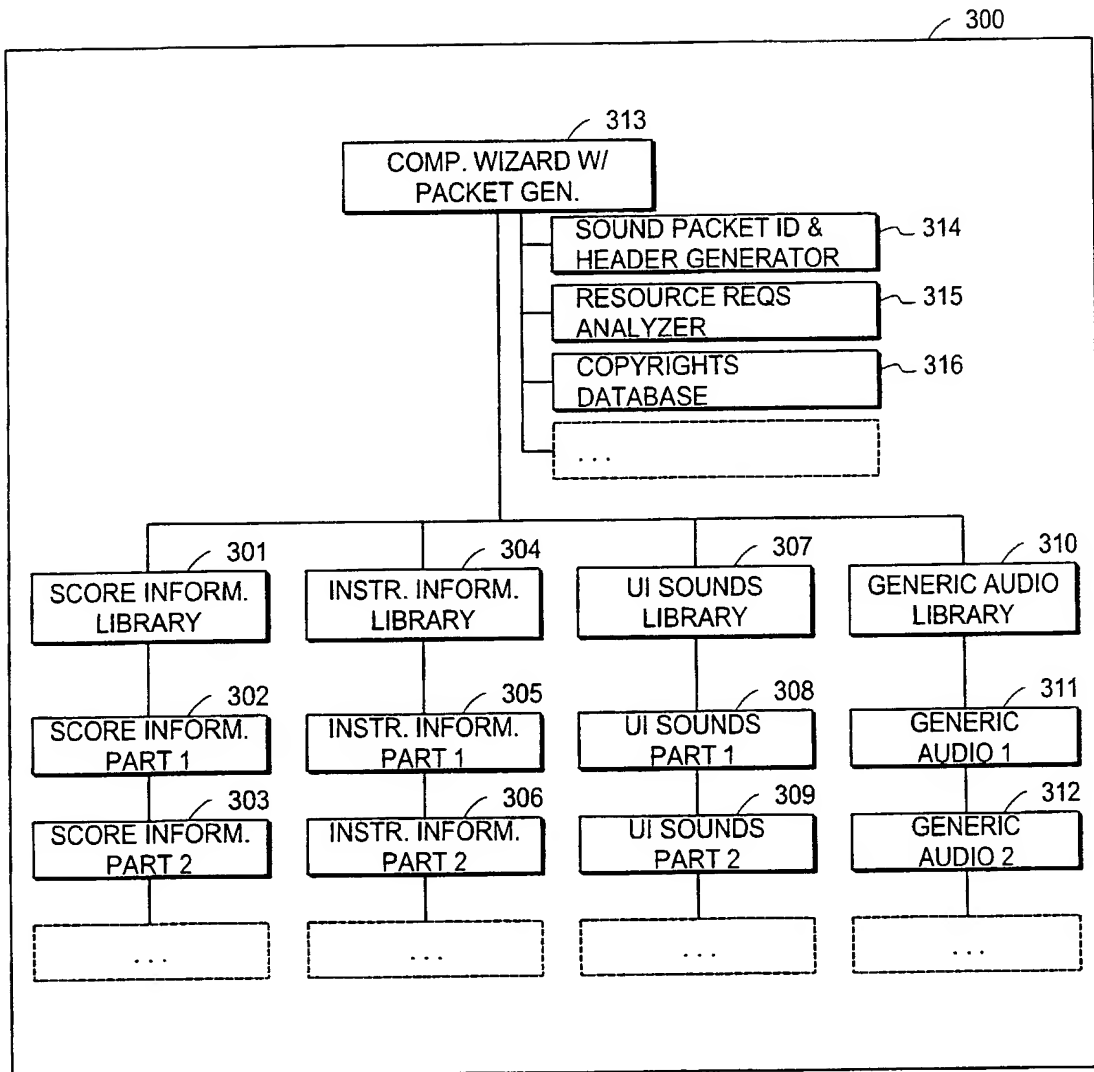 300
313
COMP. WIZARD W/
PACKET GEN.
SOUND PACKET ID &
HEADER GENERATOR
314
RESOURCE REQS
ANALYZER
315
COPYRIGHTS
DATABASE
316
. . .
301
SCORE INFORM.
LIBRARY
304
INSTR. INFORM.
LIBRARY
307
UI SOUNDS
LIBRARY
310
GENERIC AUDIO
LIBRARY
302
SCORE INFORM.
PART 1
305
INSTR. INFORM.
PART 1
308
UI SOUNDS
PART 1
311
GENERIC
AUDIO 1
303
SCORE INFORM.
PART 2
306
INSTR. INFORM.
PART 2
309
UI SOUNDS
PART 2
312
GENERIC
AUDIO 2
. . .
. . .
. . .
. . .